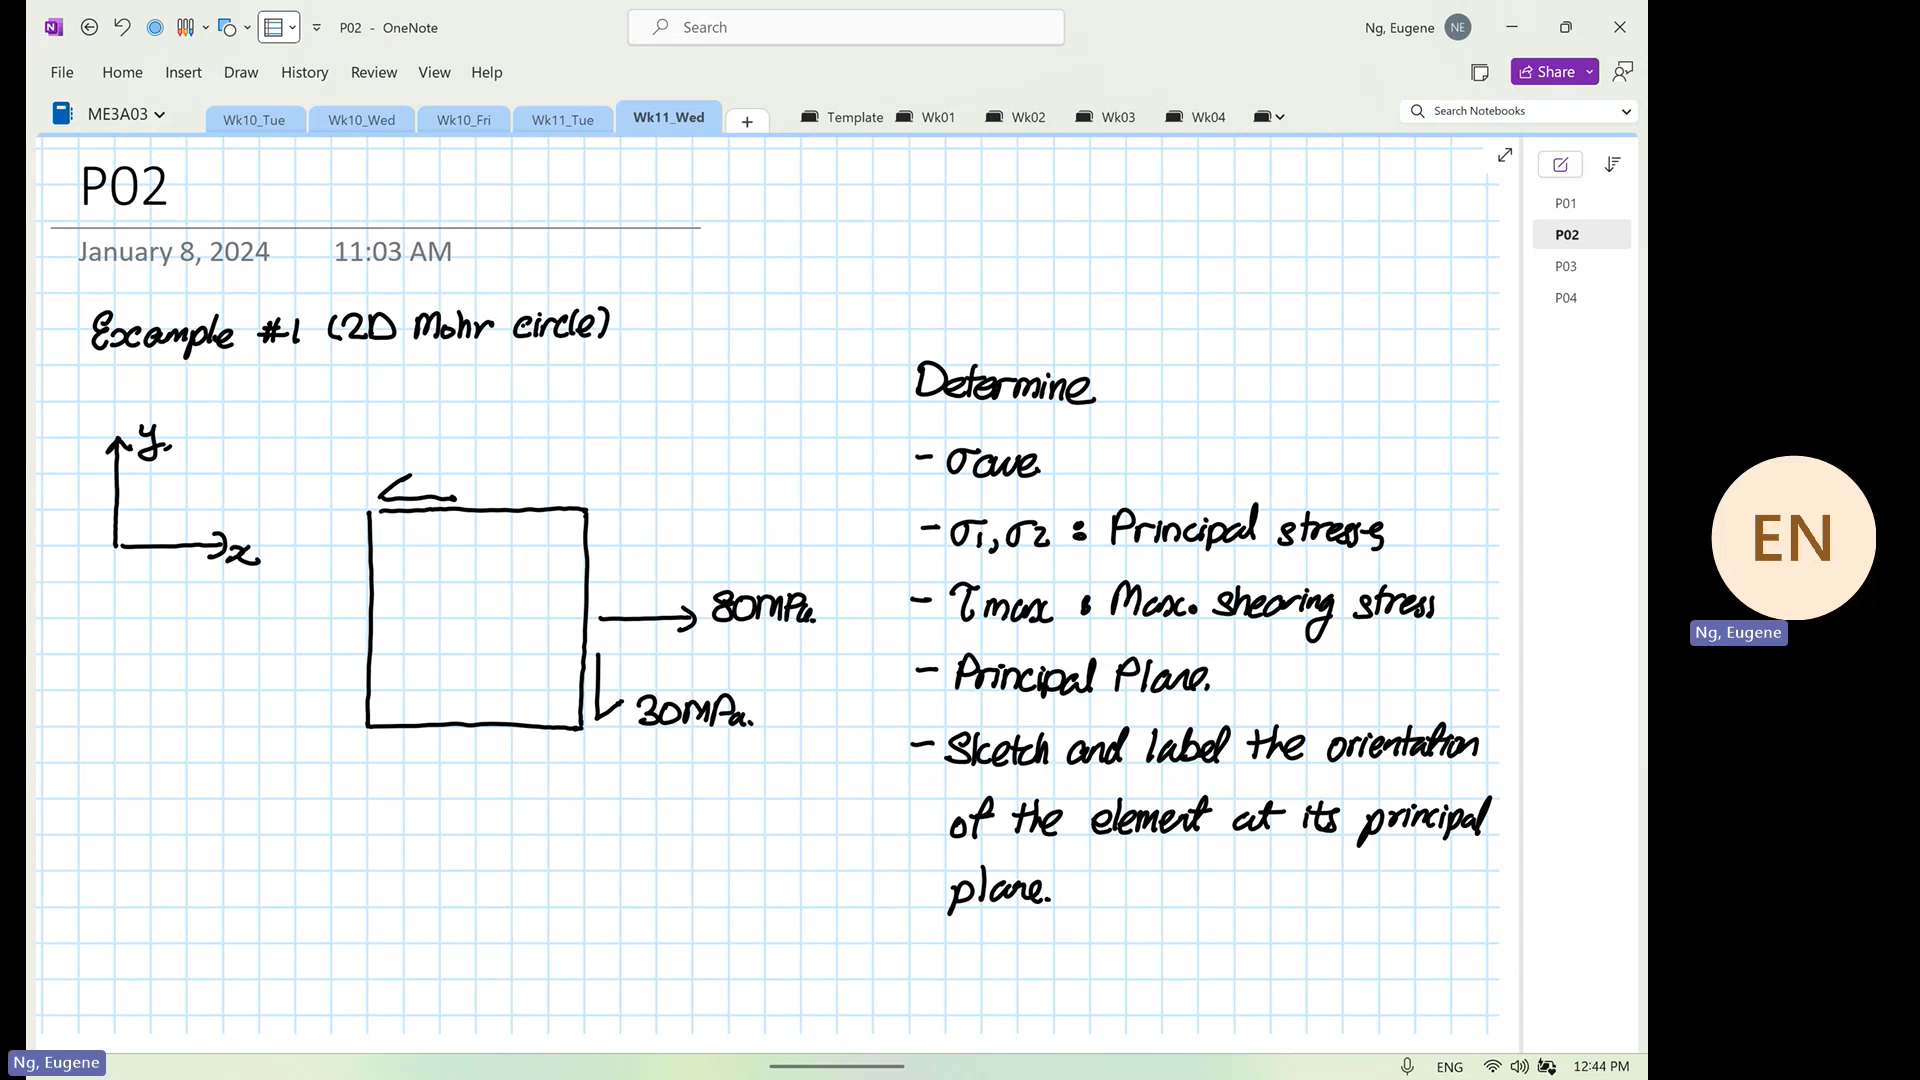 P02 - OneNote
Search
Ng, Eugene
NE
File Home Insert Draw History Review View Help
Share
ME3A03
Wk10_Tue Wk10_Wed Wk10_Fri Wk11_Tue Wk11_Wed + Template Wk01 Wk02 Wk03 Wk04
Search Notebooks
P02
January 8, 2024 11:03 AM
P01
P02
P03
P04
Example #1 (2D Mohr circle)
y
x
80MPa.
30MPa.
Determine
- σave
- σ1, σ2 : Principal stresses
- τmax : Max. shearing stress
- Principal Plane.
- Sketch and label the orientation
of the element at its principal
plane.
EN
Ng, Eugene
Ng, Eugene
ENG
12:44 PM